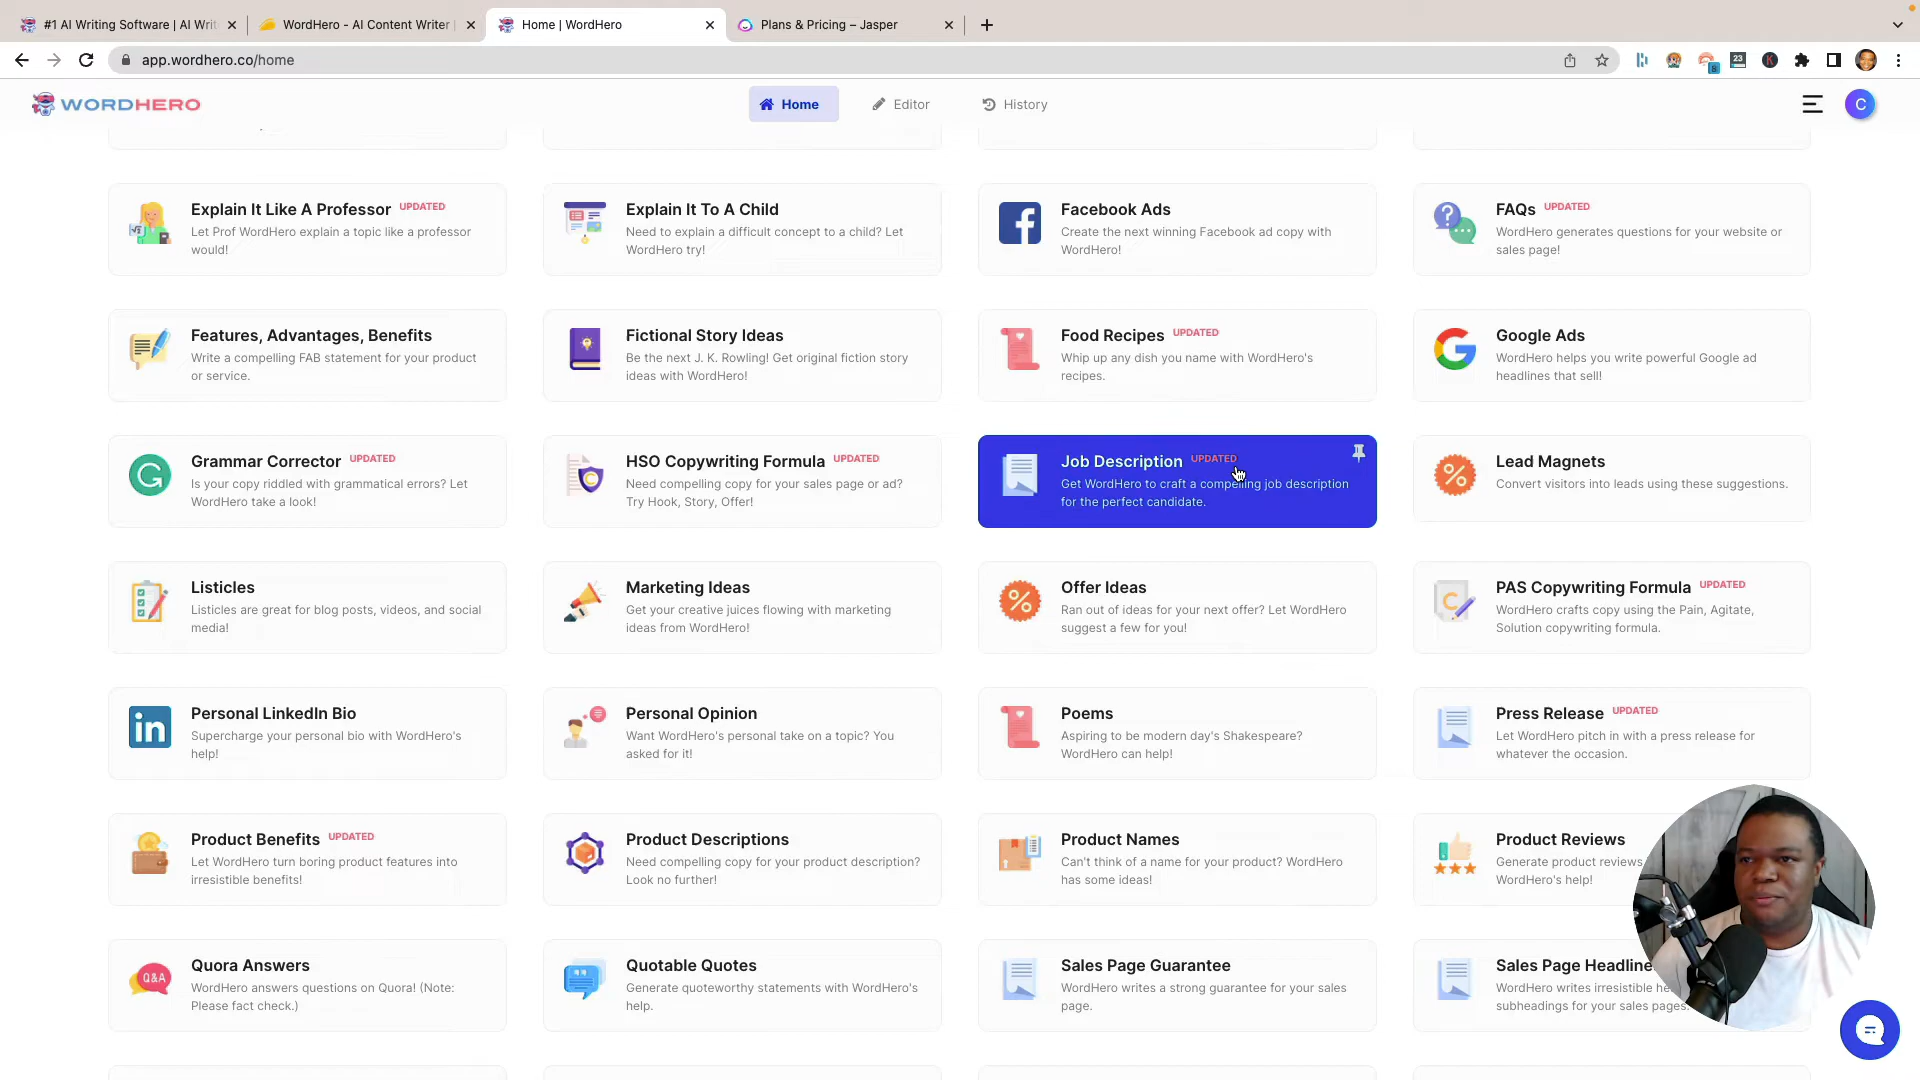 #1 AI Writing Software | AI Writ
WordHero - AI Content Writer |
Home | WordHero
Plans & Pricing – Jasper
app.wordhero.co/home
23
WORDHERO
Home
Editor
History
C
Explain It Like A Professor UPDATED
Let Prof WordHero explain a topic like a professor
would!
Explain It To A Child
Need to explain a difficult concept to a child? Let
WordHero try!
Facebook Ads
Create the next winning Facebook ad copy with
WordHero!
FAQs UPDATED
WordHero generates questions for your website or
sales page!
Features, Advantages, Benefits
Write a compelling FAB statement for your product
or service.
Fictional Story Ideas
Be the next J. K. Rowling! Get original fiction story
ideas with WordHero!
Food Recipes UPDATED
Whip up any dish you name with WordHero's
recipes.
Google Ads
WordHero helps you write powerful Google ad
headlines that sell!
Grammar Corrector UPDATED
Is your copy riddled with grammatical errors? Let
WordHero take a look!
HSO Copywriting Formula UPDATED
Need compelling copy for your sales page or ad?
Try Hook, Story, Offer!
Job Description UPDATED
Get WordHero to craft a compelling job description
for the perfect candidate.
Lead Magnets
Convert visitors into leads using these suggestions.
Listicles
Listicles are great for blog posts, videos, and social
media!
Marketing Ideas
Get your creative juices flowing with marketing
ideas from WordHero!
Offer Ideas
Ran out of ideas for your next offer? Let WordHero
suggest a few for you!
PAS Copywriting Formula UPDATED
WordHero crafts copy using the Pain, Agitate,
Solution copywriting formula.
Personal LinkedIn Bio
Supercharge your personal bio with WordHero's
help!
Personal Opinion
Want WordHero's personal take on a topic? You
asked for it!
Poems
Aspiring to be modern day's Shakespeare?
WordHero can help!
Press Release UPDATED
Let WordHero pitch in with a press release for
whatever the occasion.
Product Benefits UPDATED
Let WordHero turn boring product features into
irresistible benefits!
Product Descriptions
Need compelling copy for your product description?
Look no further!
Product Names
Can't think of a name for your product? WordHero
has some ideas!
Product Reviews
Generate product reviews
WordHero's help!
Q&A
Quora Answers
WordHero answers questions on Quora! (Note:
Please fact check.)
Quotable Quotes
Generate quoteworthy statements with WordHero's
help.
Sales Page Guarantee
WordHero writes a strong guarantee for your sales
page.
Sales Page Headline
WordHero writes irresistible
subheadings for your sales pages.